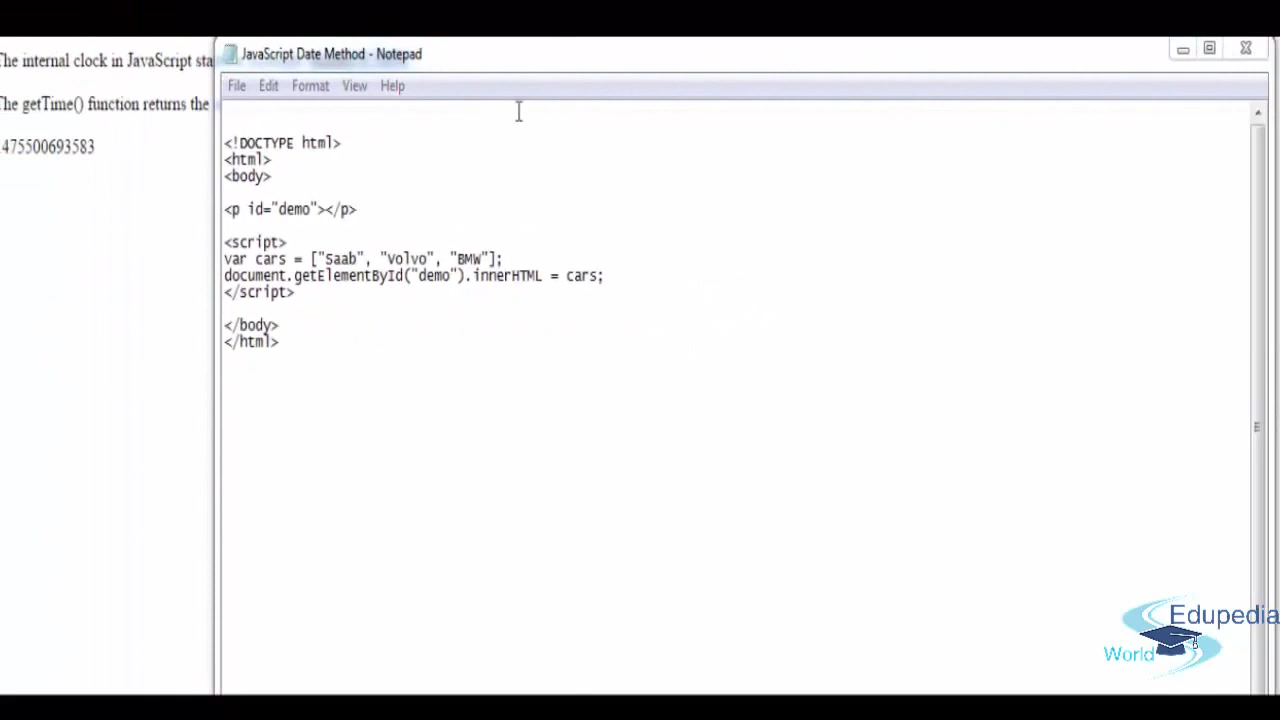 The internal clock in JavaScript sta
The getTime() function returns the
475500693583
JavaScript Date Method - Notepad
File Edit Format View Help
<!DOCTYPE html>
<html>
<body>
<p id="demo"></p>
<script>
var cars = ["Saab", "Volvo", "BMW"];
document.getElementById("demo").innerHTML = cars;
</script>
</body>
</html>
Edupedia
World